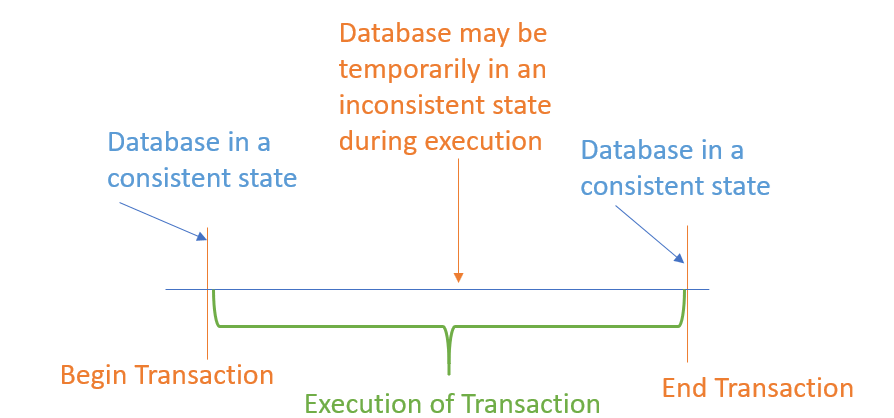 Database may be
temporarily in an
inconsistent state
during execution
Database in a
consistent state
Database in a
consistent state
Begin Transaction
Execution of Transaction
End Transaction